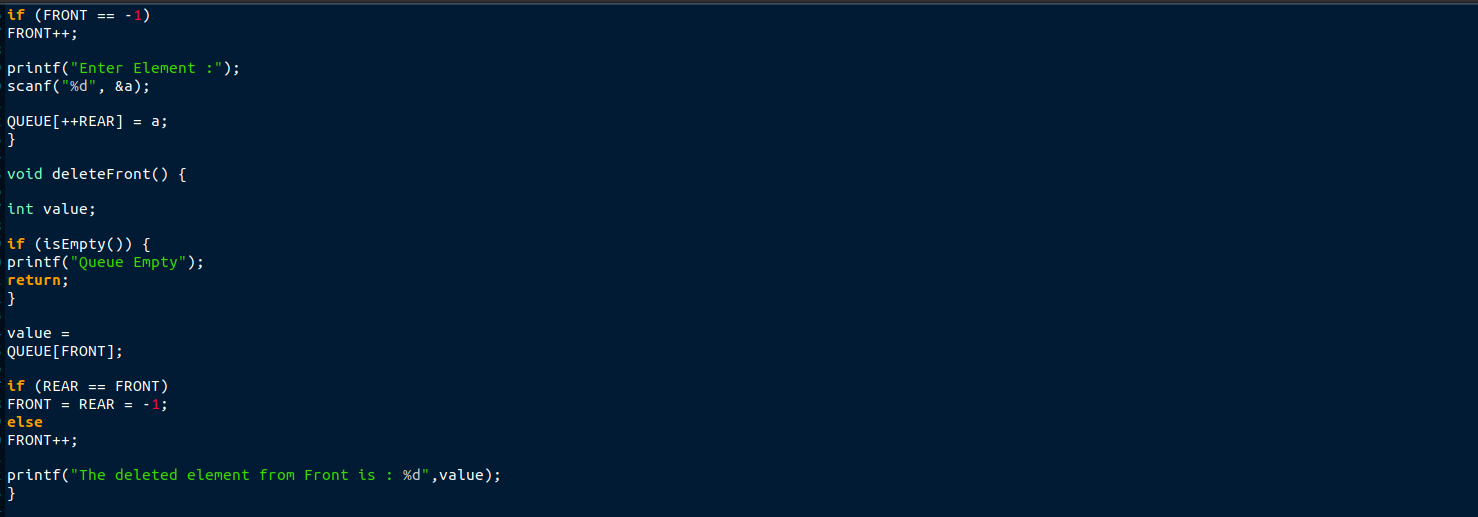 if (FRONT == -1)
FRONT++;
printf("Enter Element :");
scanf("%d", &a);
QUEUE[++REAR] = a;
}
void deleteFront() {
int value;
if (isEmpty()) {
printf("Queue Empty");
return;
}
value =
QUEUE[FRONT];
if (REAR == FRONT)
FRONT = REAR = -1;
else
FRONT++;
printf("The deleted element from Front is : %d",value);
}